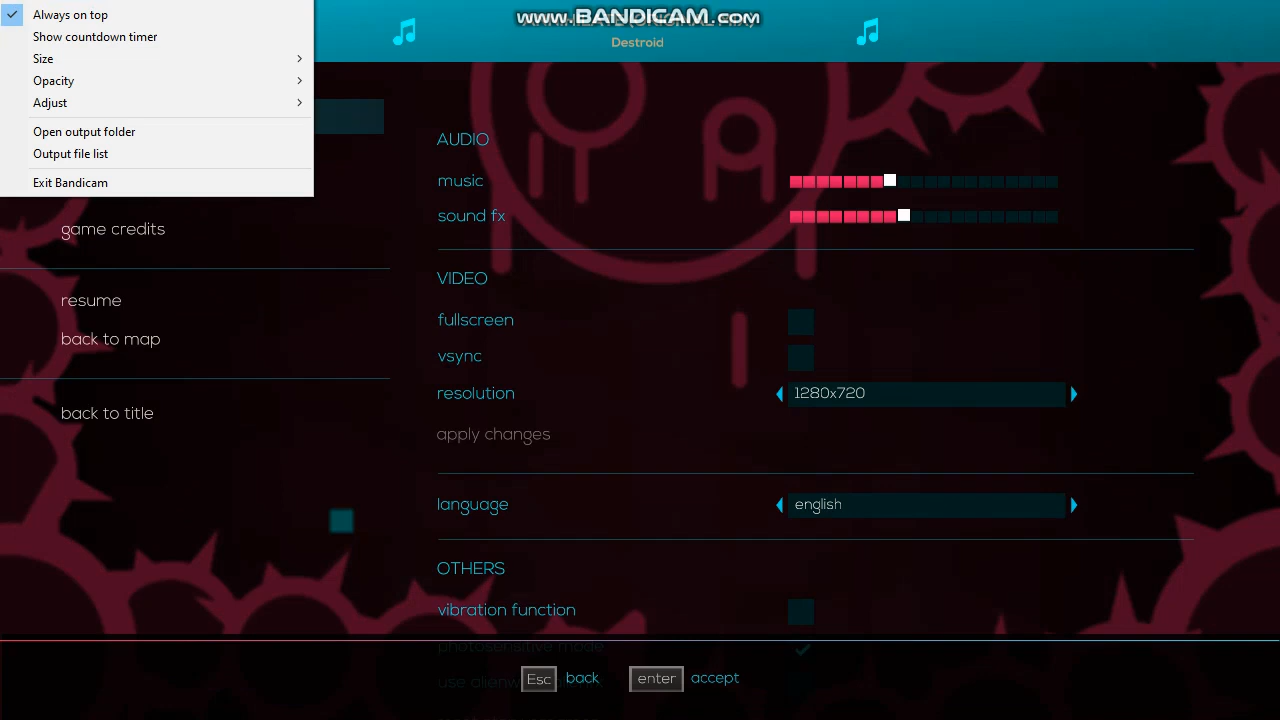 Always on top
Show countdown timer
Size
Opacity
Adjust
Open output folder
Output file list
Exit Bandicam
www.BANDICAM.com
Destroid
game credits
resume
back to map
back to title
AUDIO
music
sound fx
VIDEO
fullscreen
vsync
resolution 1280x720
apply changes
language english
OTHERS
vibration function
photosensitive mode
Esc back enter accept